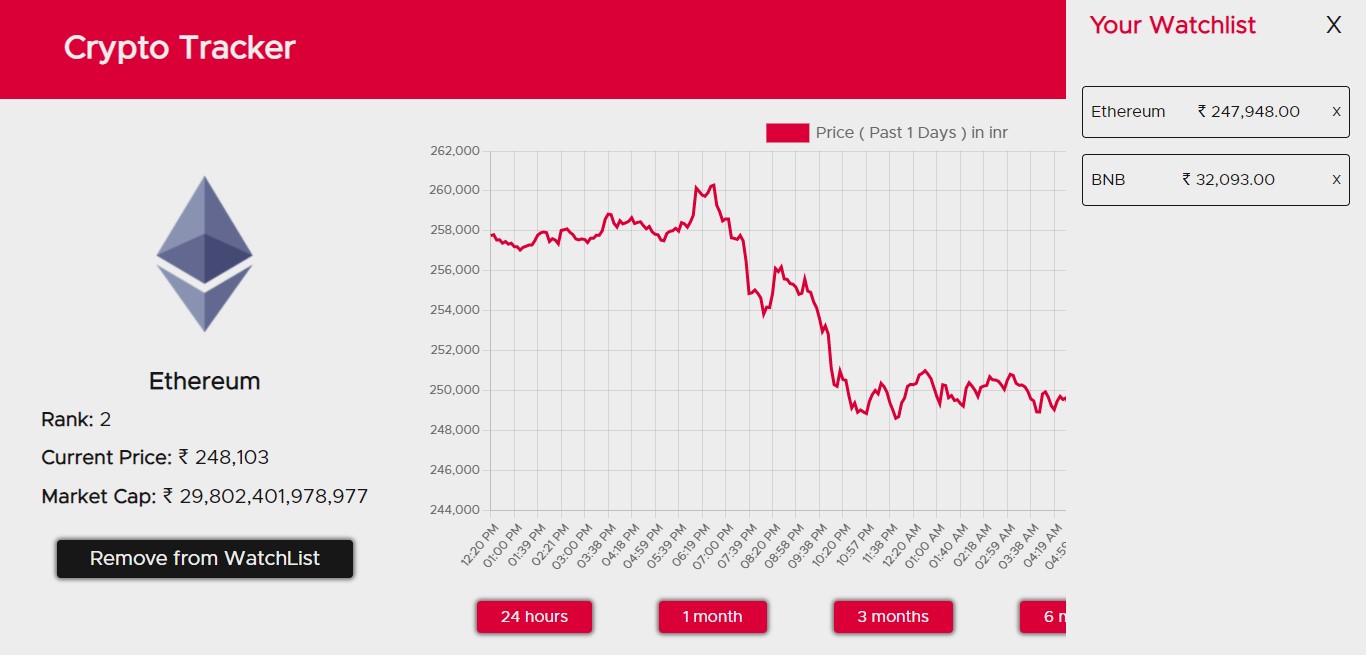 Crypto Tracker
Your Watchlist X
Ethereum ₹ 247,948.00 x
BNB ₹ 32,093.00 x
Ethereum
Rank: 2
Current Price: ₹ 248,103
Market Cap: ₹ 29,802,401,978,977
Remove from WatchList
Price ( Past 1 Days ) in inr
262,000
260,000
258,000
256,000
254,000
252,000
250,000
248,000
246,000
244,000
12:20 PM
01:00 PM
01:39 PM
02:21 PM
03:00 PM
03:38 PM
04:18 PM
04:59 PM
05:39 PM
06:19 PM
07:00 PM
07:39 PM
08:20 PM
08:58 PM
09:38 PM
10:20 PM
10:57 PM
11:38 PM
12:20 AM
01:00 AM
01:40 AM
02:18 AM
02:59 AM
03:38 AM
04:19 AM
04:59
24 hours
1 month
3 months
6 m